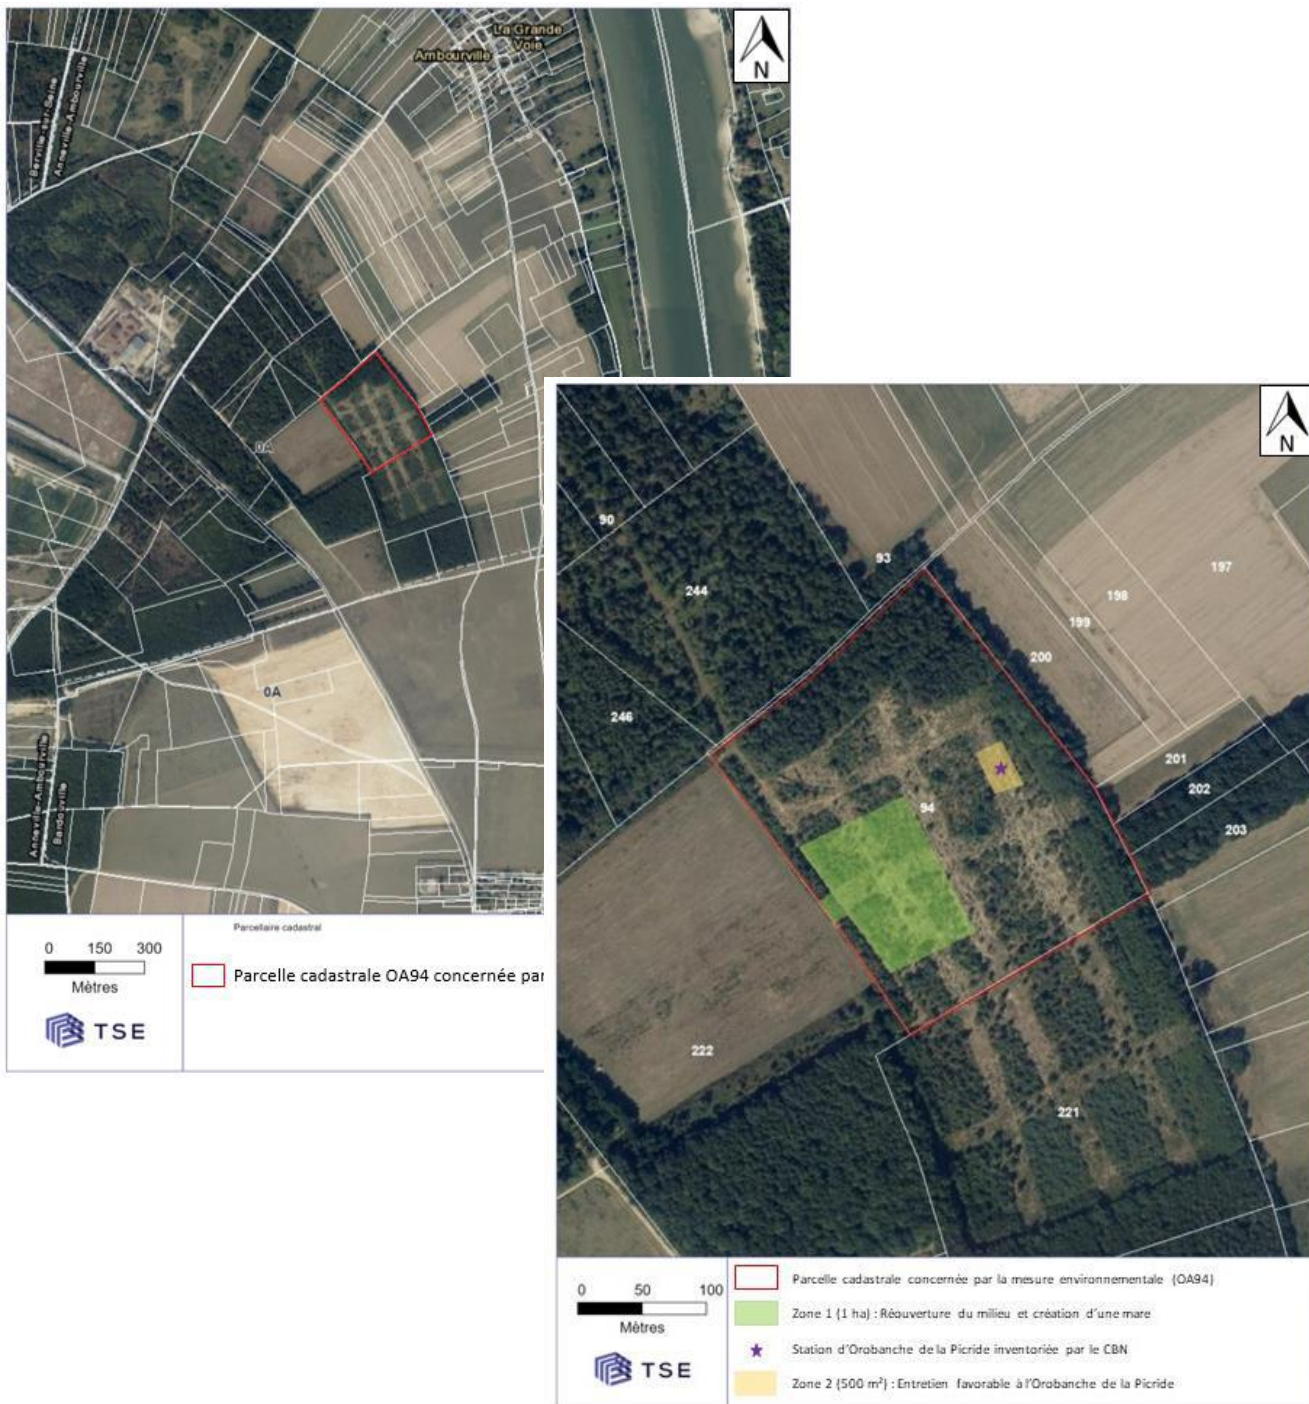 La Grande
Voie
Ambourville
N
Berville-sur-Seine
Anneville-Ambourville
0A
0A
Anneville-Ambourville
Bardouville
Parcellaire cadastral
0 150 300
Mètres
TSE
Parcelle cadastrale OA94 concernée par
N
90
93
244
197
198
199
200
246
201
202
94
203
222
221
0 50 100
Mètres
TSE
Parcelle cadastrale concernée par la mesure environnementale (OA94)
Zone 1 (1 ha) : Réouverture du milieu et création d'une mare
Station d'Orobanche de la Picride inventoriée par le CBN
Zone 2 (500 m²) : Entretien favorable à l'Orobanche de la Picride